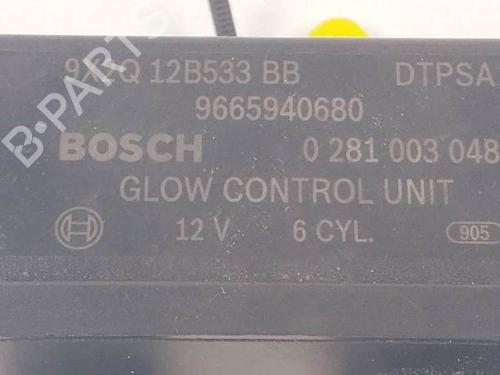 12B533 BB DTPSA
9665940680
BOSCH 0 281 003 048
GLOW CONTROL UNIT
12 V 6 CYL. 905
B-PARTS